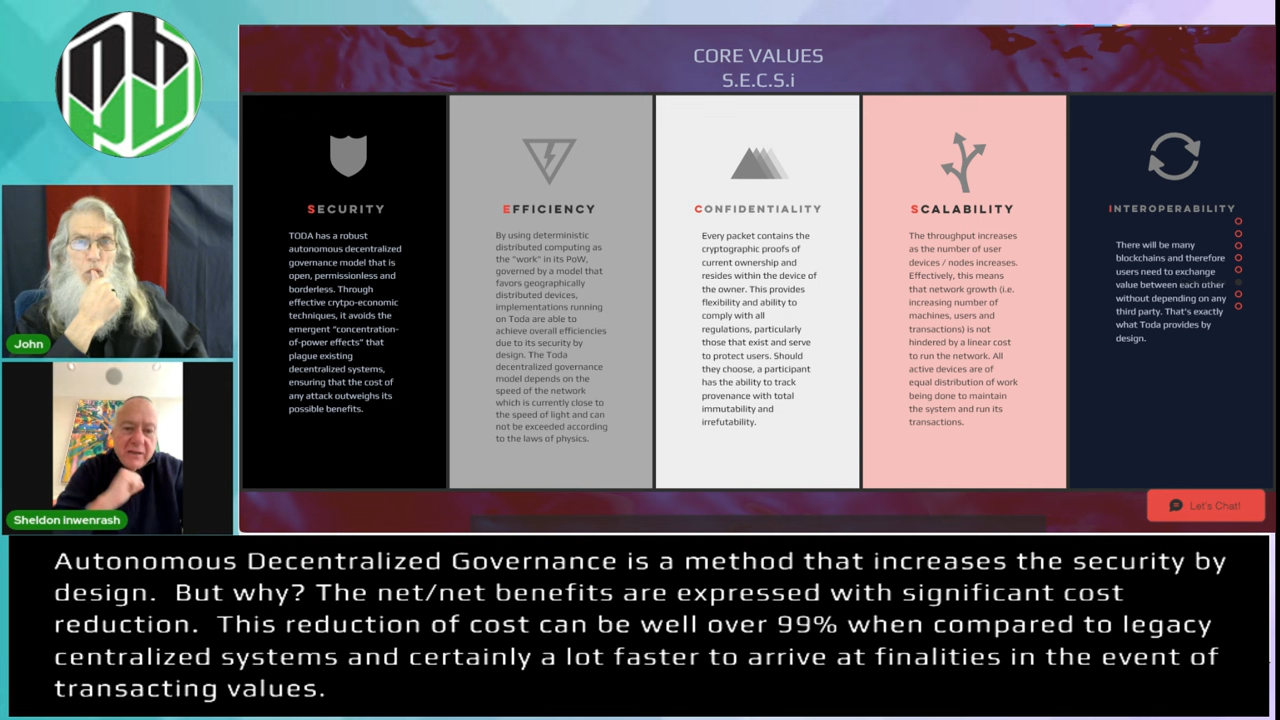 CORE VALUES
S.E.C.S.i
SECURITY
TODA has a robust
autonomous decentralized
governance model that is
open, permissionless and
borderless. Through
effective crytpo-economic
techniques, it avoids the
emergent "concentration-
of-power effects" that
plague existing
decentralized systems,
ensuring that the cost of
any attack outweighs its
possible benefits.
EFFICIENCY
By using deterministic
distributed computing as
the "work" in its PoW,
governed by a model that
favors geographically
distributed devices,
implementations running
on Toda are able to
achieve overall efficiencies
due to its security by
design. The Toda
decentralized governance
model depends on the
speed of the network
which is currently close to
the speed of light and can
not be exceeded according
to the laws of physics.
CONFIDENTIALITY
Every packet contains the
cryptographic proofs of
current ownership and
resides within the device of
the owner. This provides
flexibility and ability to
comply with all
regulations, particularly
those that exist and serve
to protect users. Should
they choose, a participant
has the ability to track
provenance with total
immutability and
irrefutability.
SCALABILITY
The throughput increases
as the number of user
devices / nodes increases.
Effectively, this means
that network growth (i.e.
increasing number of
machines, users and
transactions) is not
hindered by a linear cost
to run the network. All
active devices are of
equal distribution of work
being done to maintain
the system and run its
transactions.
INTEROPERABILITY
There will be many
blockchains and therefore
users need to exchange
value between each other
without depending on any
third party. That's exactly
what Toda provides by
design.
Let's Chat!
John
Sheldon Inwenrash
Autonomous Decentralized Governance is a method that increases the security by
design. But why? The net/net benefits are expressed with significant cost
reduction. This reduction of cost can be well over 99% when compared to legacy
centralized systems and certainly a lot faster to arrive at finalities in the event of
transacting values.